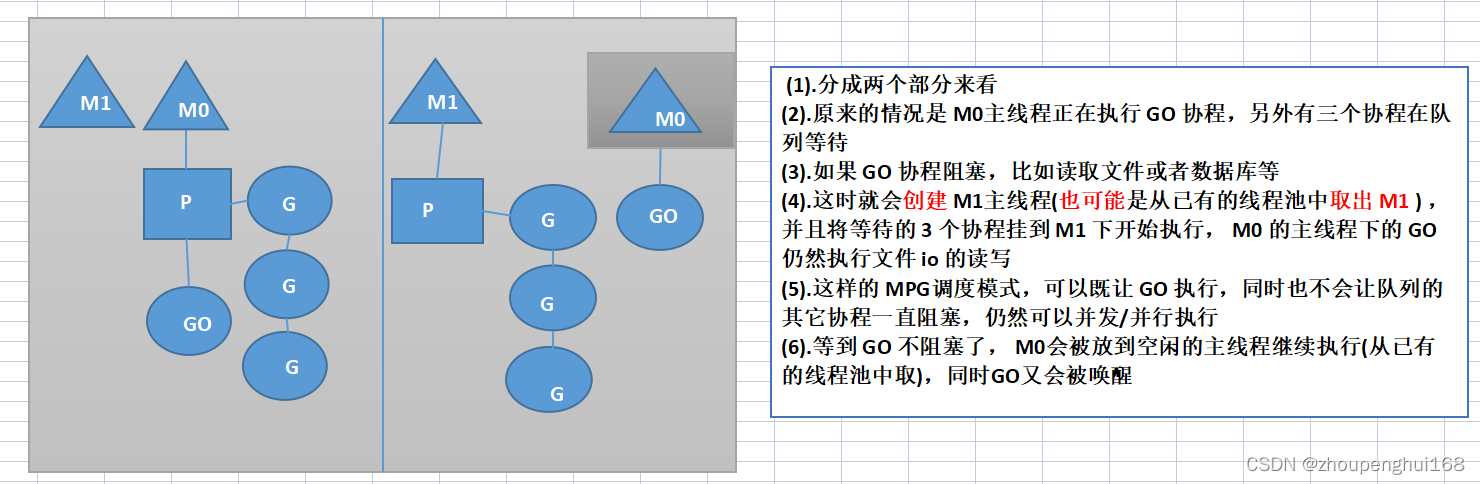 M1
M0
P
G
G
GO
G
M1
M0
P
G
GO
G
G
(1).分成两个部分来看
(2).原来的情况是 M0主线程正在执行 GO 协程，另外有三个协程在队
列等待
(3).如果 GO 协程阻塞，比如读取文件或者数据库等
(4).这时就会创建 M1主线程(也可能是从已有的线程池中取出 M1 )，
并且将等待的 3 个协程挂到 M1 下开始执行， M0 的主线程下的 GO
仍然执行文件 io 的读写
(5).这样的 MPG调度模式，可以既让 GO 执行，同时也不会让队列的
其它协程一直阻塞，仍然可以并发/并行执行
(6).等到 GO 不阻塞了， M0会被放到空闲的主线程继续执行(从已有
的线程池中取)，同时GO又会被唤醒
CSDN @zhoupenghui168